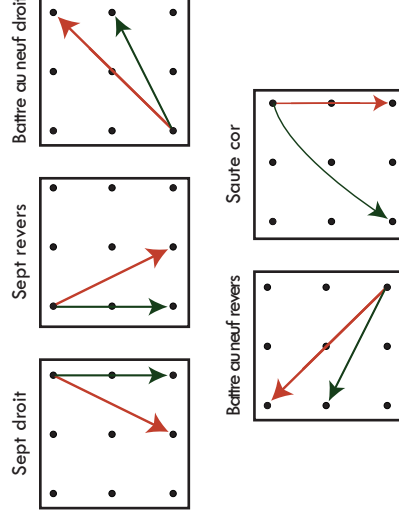 Sept droit
Sept revers
Battre au neuf droit
Battre au neuf revers
Saute cor